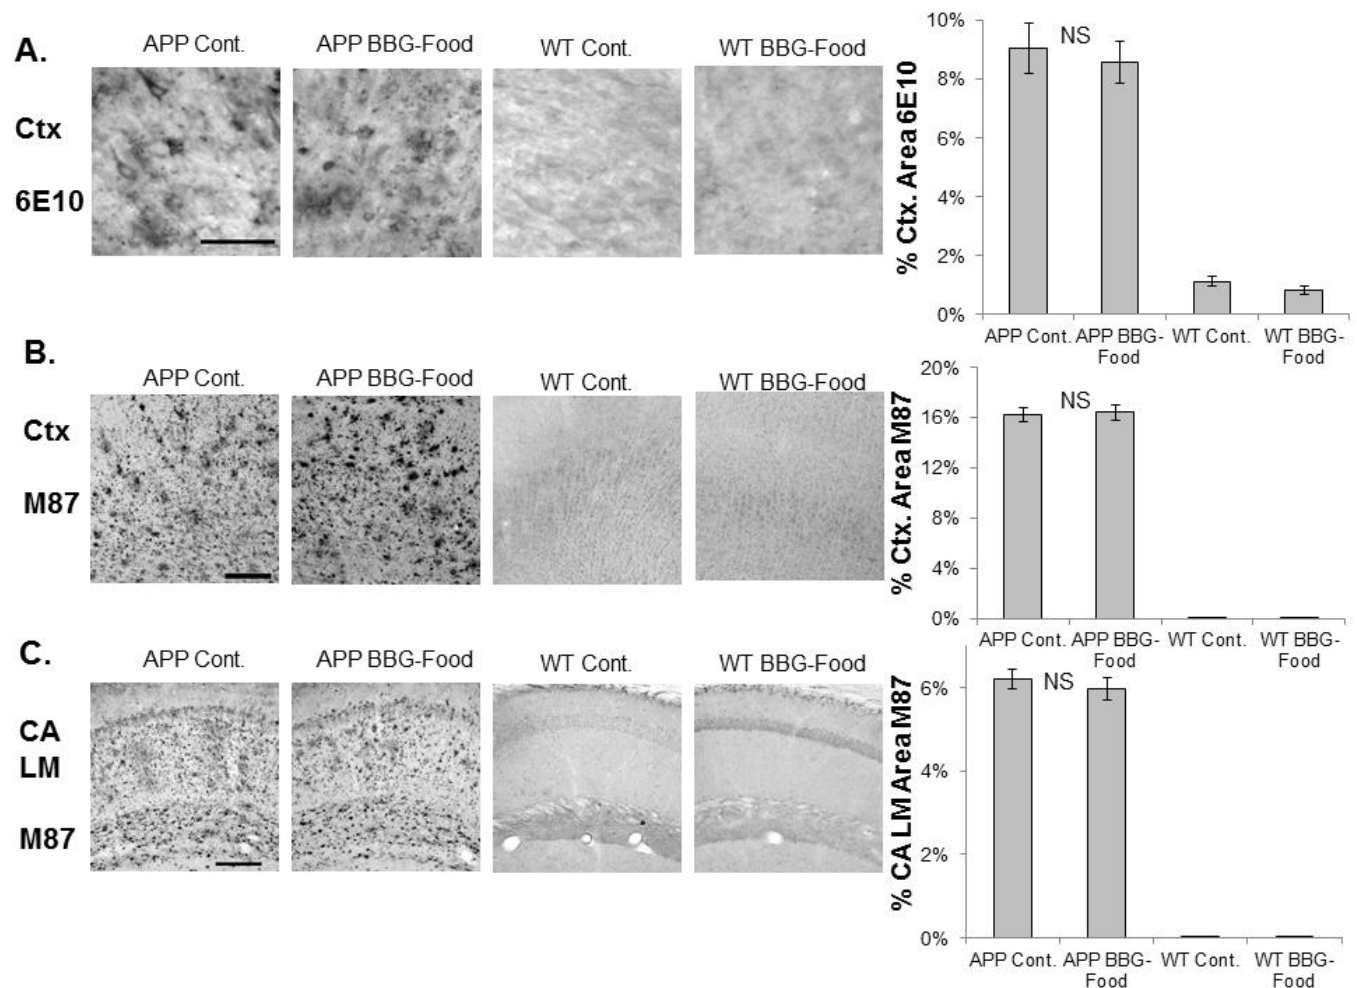 A.
APP Cont. APP BBG-Food WT Cont. WT BBG-Food
Ctx
6E10
% Ctx. Area 6E10
10%
8%
6%
4%
2%
0%
NS
APP Cont. APP BBG- WT Cont. WT BBG-
Food Food
B.
APP Cont. APP BBG-Food WT Cont. WT BBG-Food
Ctx
M87
% Ctx. Area M87
20%
16%
12%
8%
4%
0%
NS
APP Cont. APP BBG- WT Cont. WT BBG-
Food Food
C.
APP Cont. APP BBG-Food WT Cont. WT BBG-Food
CA
LM
M87
% CA LM Area M87
6%
4%
2%
0%
NS
APP Cont. APP BBG- WT Cont. WT BBG-
Food Food